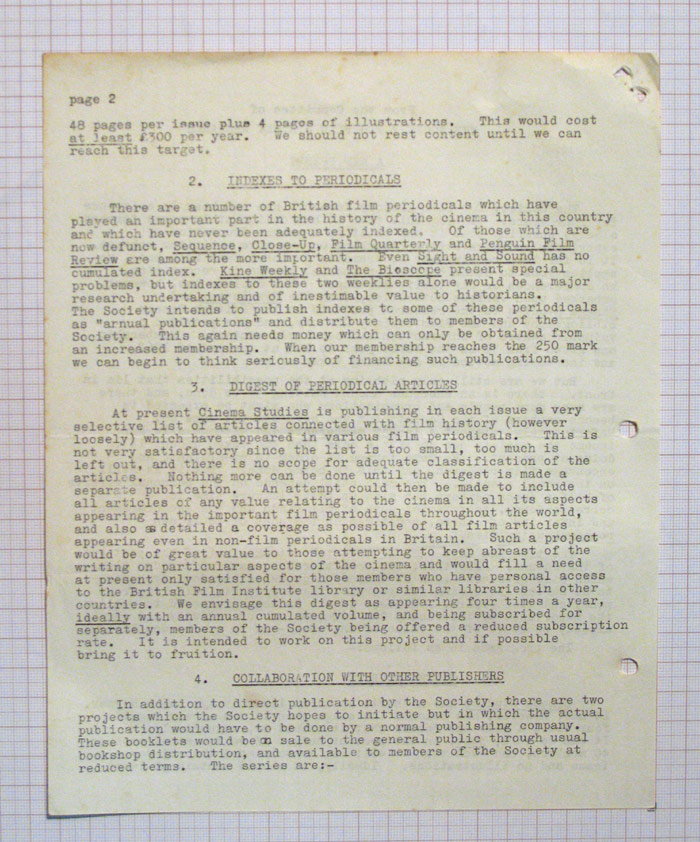 page 2
48 pages per issue plus 4 pages of illustrations. This would cost
at least £300 per year. We should not rest content until we can
reach this target.
2. INDEXES TO PERIODICALS
There are a number of British film periodicals which have
played an important part in the history of the cinema in this country
and which have never been adequately indexed. Of those which are
now defunct, Sequence, Close-Up, Film Quarterly and Penguin Film
Review are among the more important. Even Sight and Sound has no
cumulated index. Kine Weekly and The Bioscope present special
problems, but indexes to these two weeklies alone would be a major
research undertaking and of inestimable value to historians.
The Society intends to publish indexes to some of these periodicals
as "annual publications" and distribute them to members of the
Society. This again needs money which can only be obtained from
an increased membership. When our membership reaches the 250 mark
we can begin to think seriously of financing such publications.
3. DIGEST OF PERIODICAL ARTICLES
At present Cinema Studies is publishing in each issue a very
selective list of articles connected with film history (however
loosely) which have appeared in various film periodicals. This is
not very satisfactory since the list is too small, too much is
left out, and there is no scope for adequate classification of the
articles. Nothing more can be done until the digest is made a
separate publication. An attempt could then be made to include
all articles of any value relating to the cinema in all its aspects
appearing in the important film periodicals throughout the world,
and also as detailed a coverage as possible of all film articles
appearing even in non-film periodicals in Britain. Such a project
would be of great value to those attempting to keep abreast of the
writing on particular aspects of the cinema and would fill a need
at present only satisfied for those members who have personal access
to the British Film Institute library or similar libraries in other
countries. We envisage this digest as appearing four times a year,
ideally with an annual cumulated volume, and being subscribed for
separately, members of the Society being offered a reduced subscription
rate. It is intended to work on this project and if possible
bring it to fruition.
4. COLLABORATION WITH OTHER PUBLISHERS
In addition to direct publication by the Society, there are two
projects which the Society hopes to initiate but in which the actual
publication would have to be done by a normal publishing company.
These booklets would be on sale to the general public through usual
bookshop distribution, and available to members of the Society at
reduced terms. The series are:-